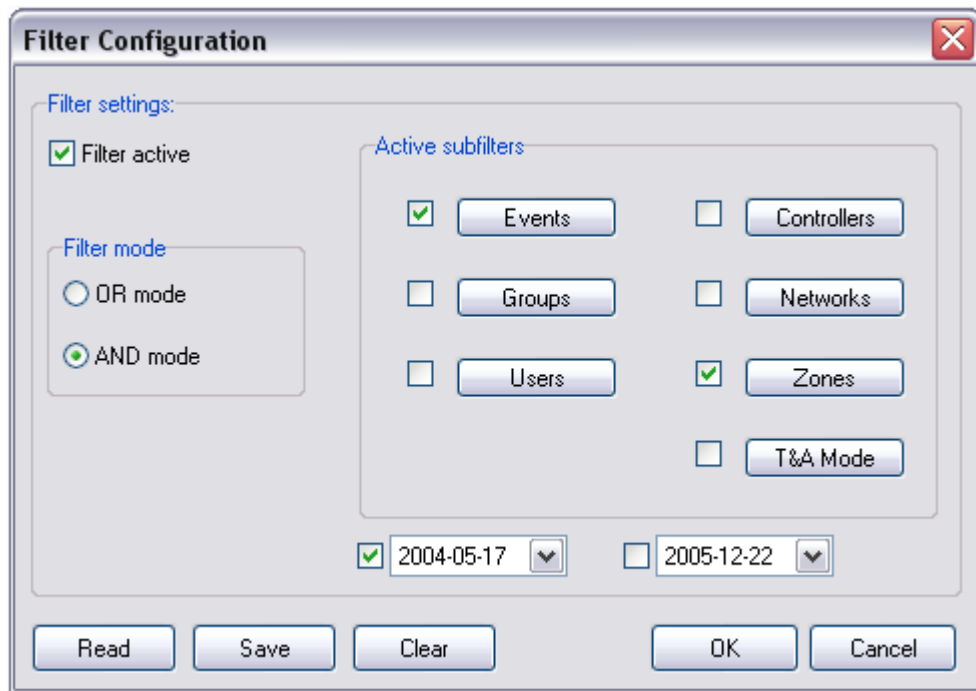 Filter Configuration
Filter settings:
Filter active
Active subfilters
Events
Controllers
Filter mode
OR mode
Groups
Networks
AND mode
Users
Zones
T&A Mode
2004-05-17
2005-12-22
Read
Save
Clear
OK
Cancel